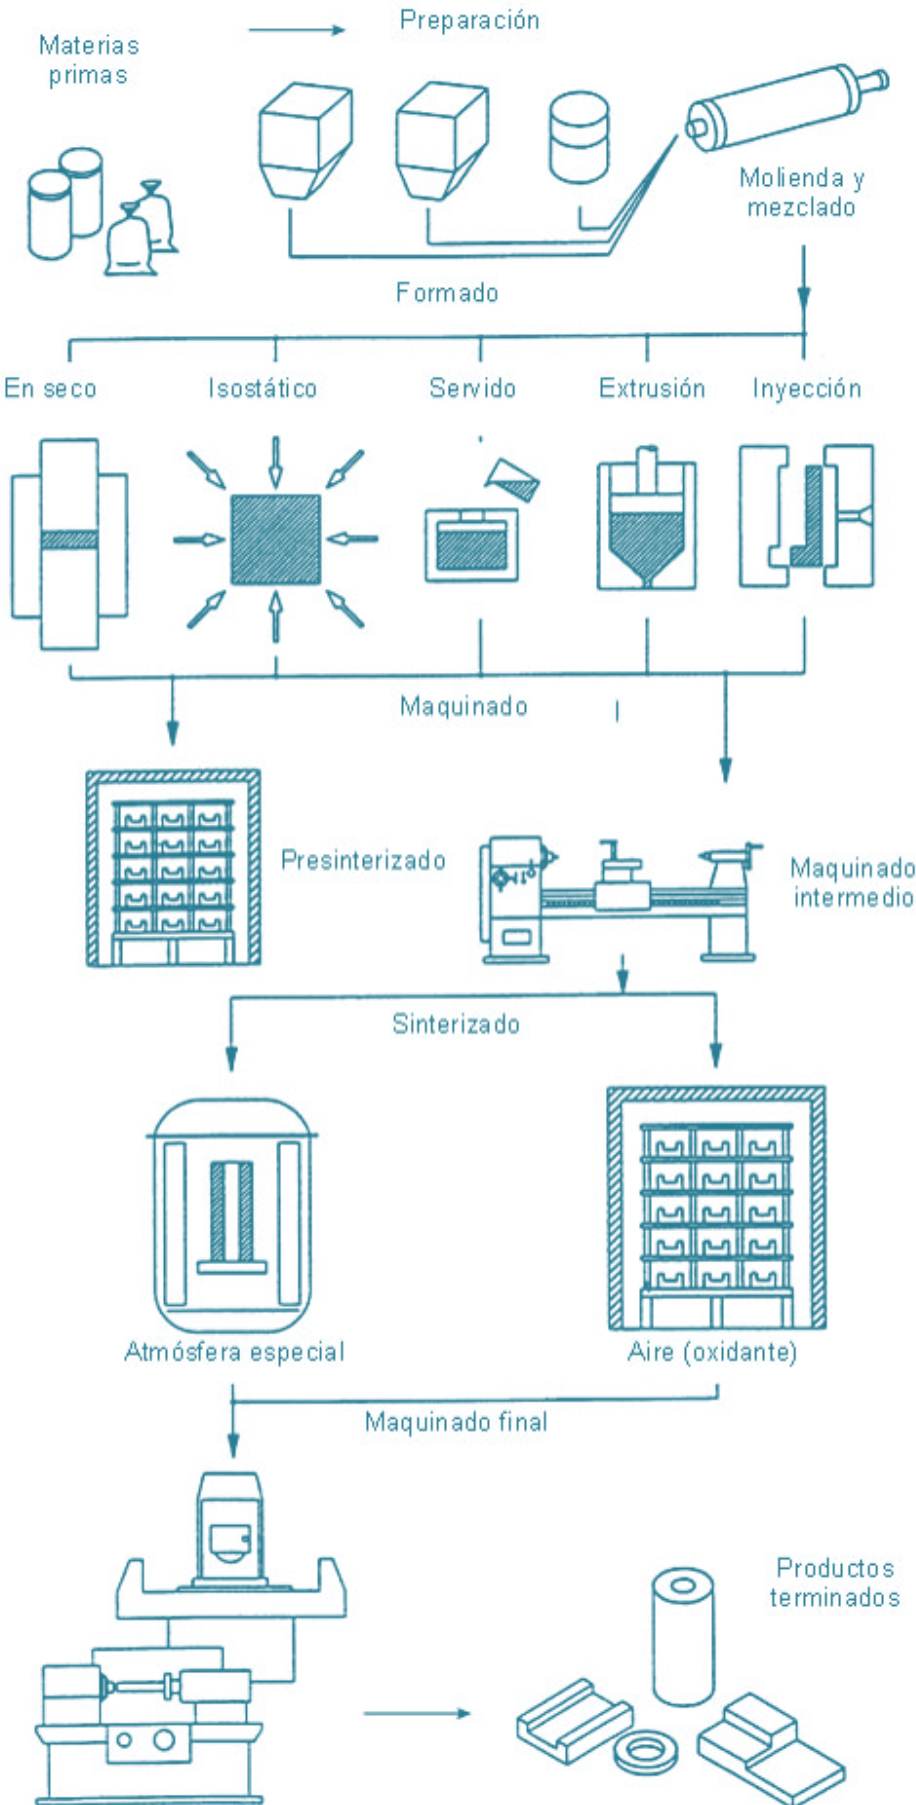 Materias
primas
Preparación
Molienda y
mezclado
Formado
En seco
Isostático
Servido
Extrusión
Inyección
Maquinado
Presinterizado
Maquinado
intermedio
Sinterizado
Atmósfera especial
Aire (oxidante)
Maquinado final
Productos
terminados